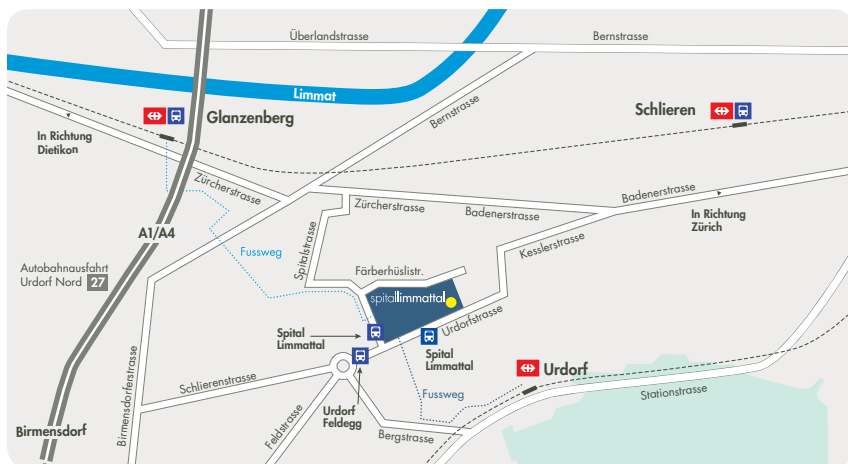 Überlandstrasse
Bernstrasse
Limmat
Glanzenberg
Schlieren
Bernstrasse
In Richtung
Dietikon
Zürcherstrasse
Badenerstrasse
Zürcherstrasse
Badenerstrasse
In Richtung
Zürich
A1/A4
Fussweg
Spitalstrasse
Kesslerstrasse
Autobahnausfahrt
Urdorf Nord 27
Färberhüslistr.
spitallimmattal
Urdorfstrasse
Spital
Limmattal
Spital
Limmattal
Urdorf
Birmensdorferstrasse
Schlierenstrasse
Fussweg
Stationstrasse
Urdorf
Feldegg
Feldstrasse
Bergstrasse
Birmensdorf